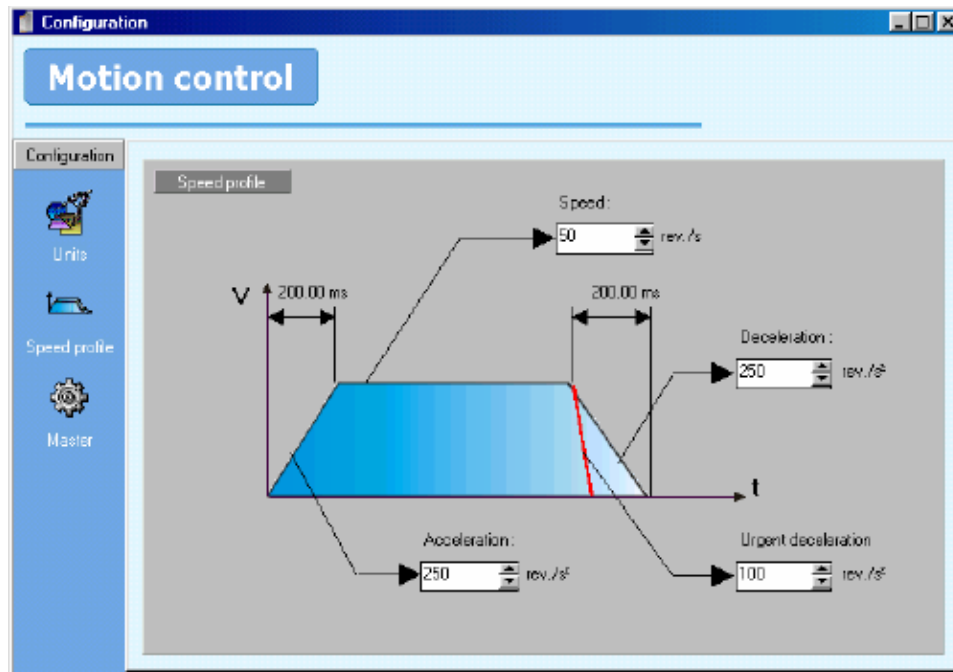 Configuration
Motion control
Configuration
Units
Speed profile
Master
Speed profile
Speed :
50 rev./s
V
200.00 ms
200.00 ms
Deceleration :
250 rev./s²
t
Acceleration :
250 rev./s²
Urgent deceleration
100 rev./s²